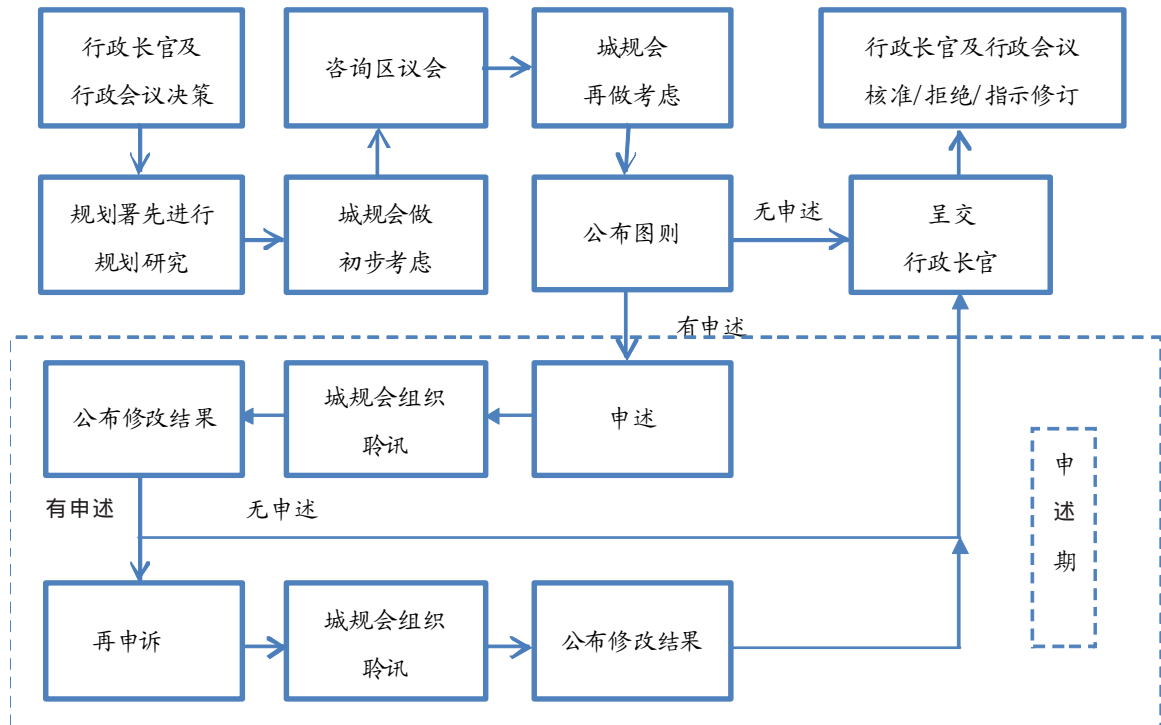 行政长官及
行政会议决策
咨询区议会
城规会
再做考虑
行政长官及行政会议
核准/拒绝/指示修订
规划署先进行
规划研究
城规会做
初步考虑
公布图则
无申述
呈交
行政长官
有申述
公布修改结果
城规会组织
聆讯
申述
申
述
期
有申述
无申述
再申诉
城规会组织
聆讯
公布修改结果